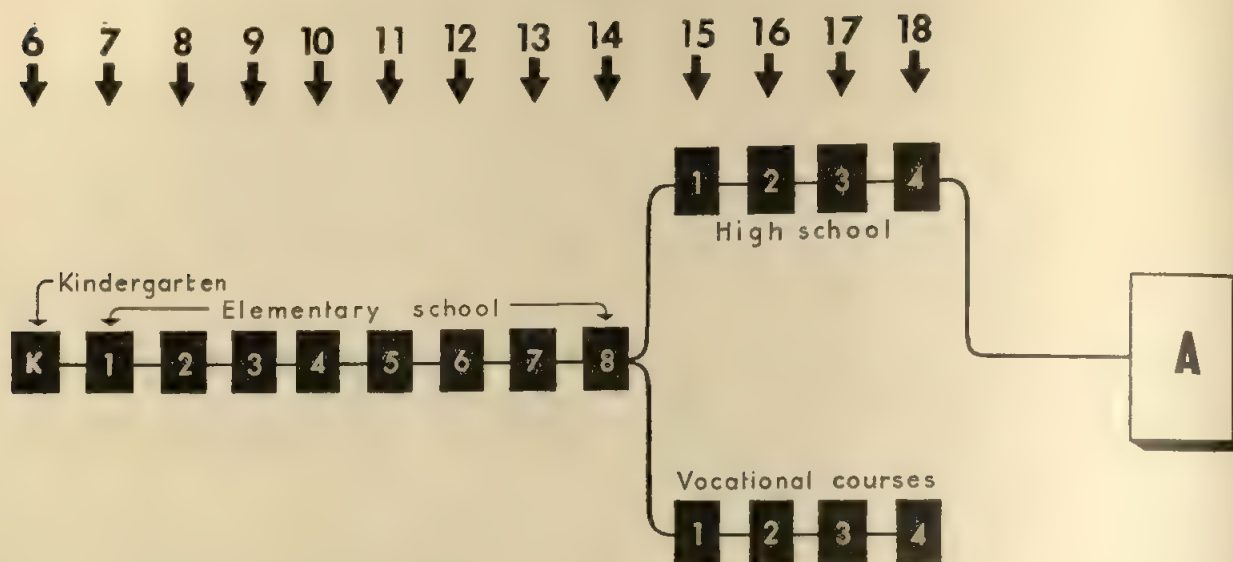 6 7 8 9 10 11 12 13 14 15 16 17 18
1 2 3 4
High school
Kindergarten
Elementary school
K 1 2 3 4 5 6 7 8
A
Vocational courses
1 2 3 4